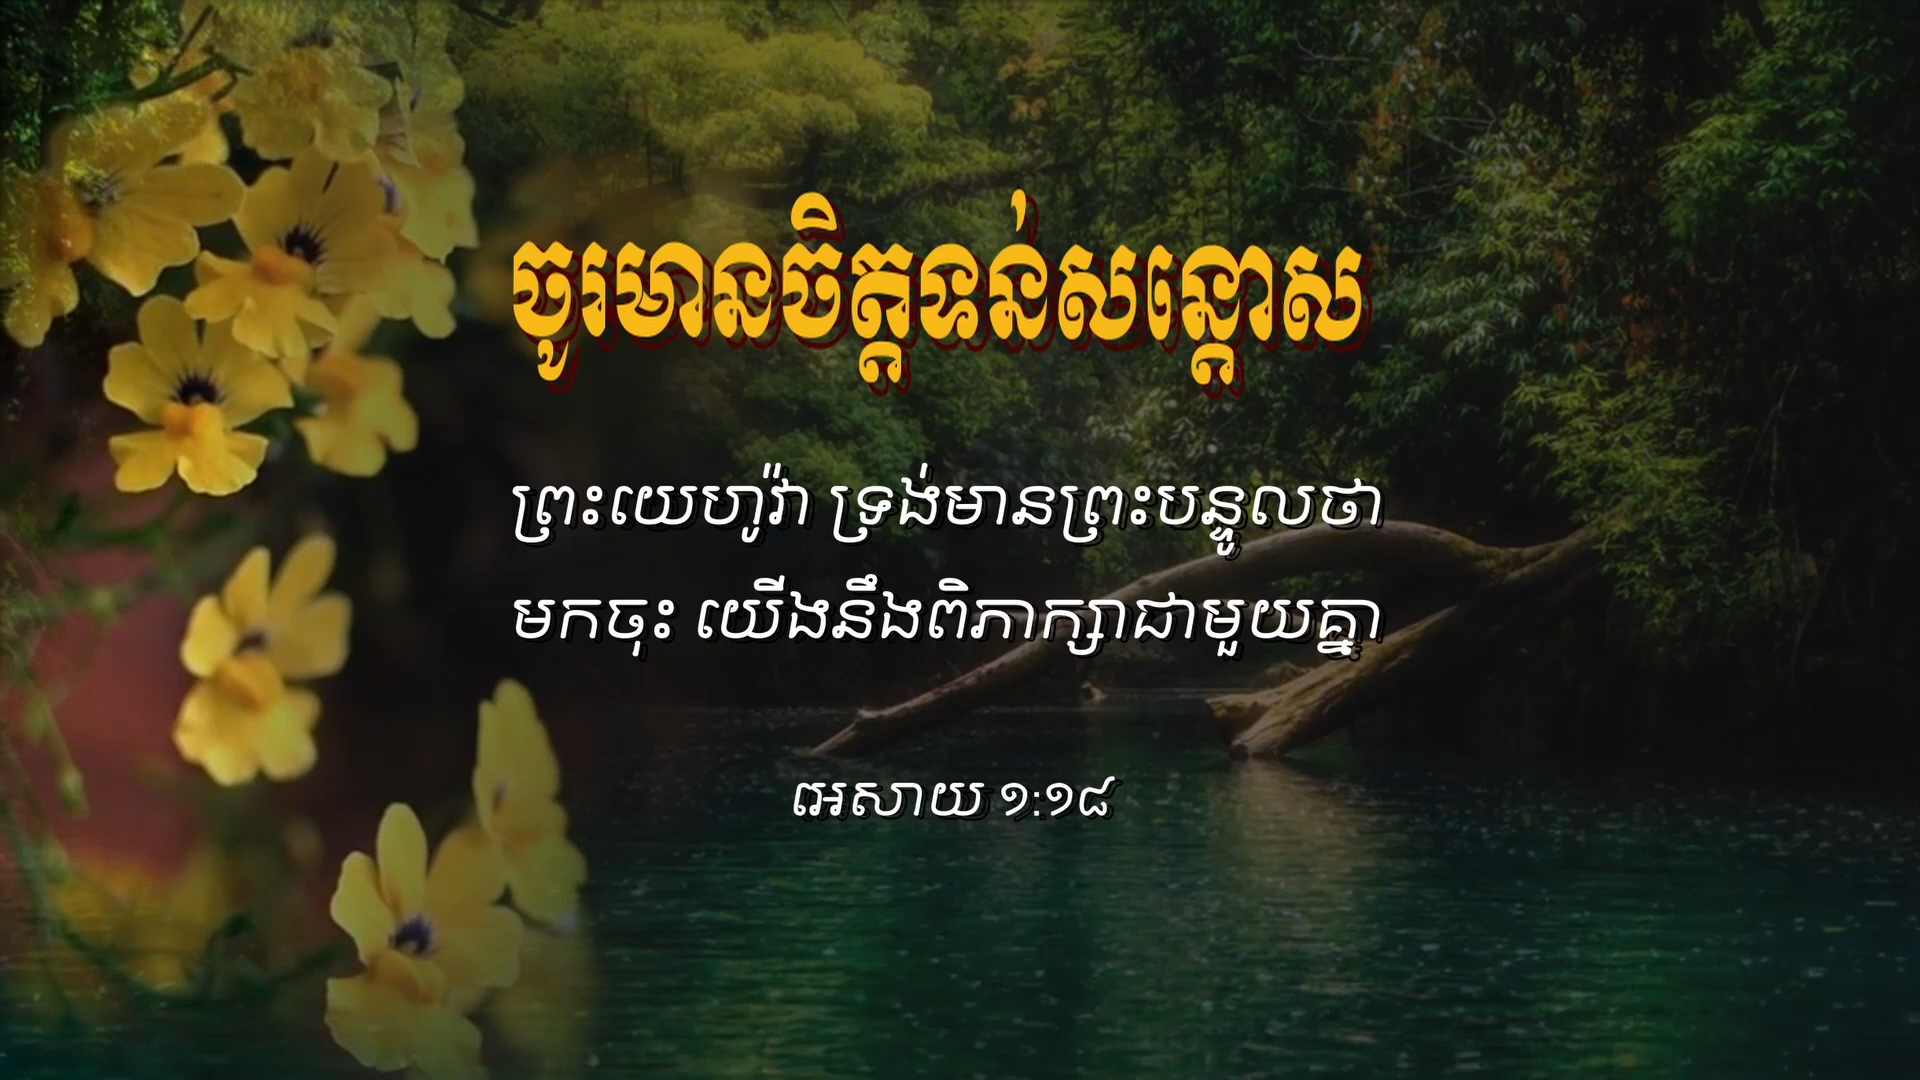 ចូរមានចិត្តទន់សន្តោស
ព្រះយេហូវ៉ា ទ្រង់មានព្រះបន្ទូលថា
មកចុះ យើងនឹងពិភាក្សាជាមួយគ្នា
អេសាយ ១:១៨